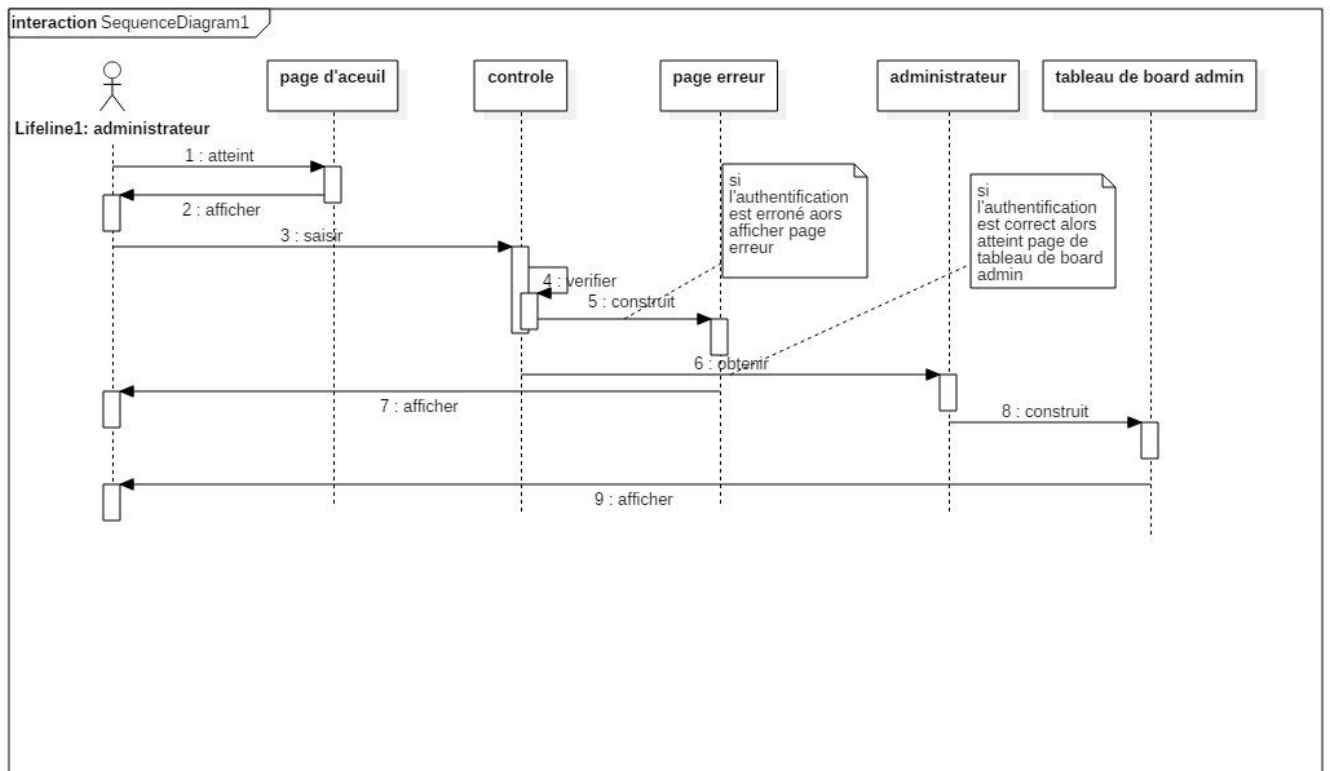 interaction SequenceDiagram1
page d'aceuil
controle
page erreur
administrateur
tableau de board admin
Lifeline1: administrateur
1 : atteint
2 : afficher
3 : saisir
4 : verifier
5 : construit
6 : obtenir
7 : afficher
8 : construit
9 : afficher
si
l'authentification
est erroné aors
afficher page
erreur
si
l'authentification
est correct alors
atteint page de
tableau de board
admin